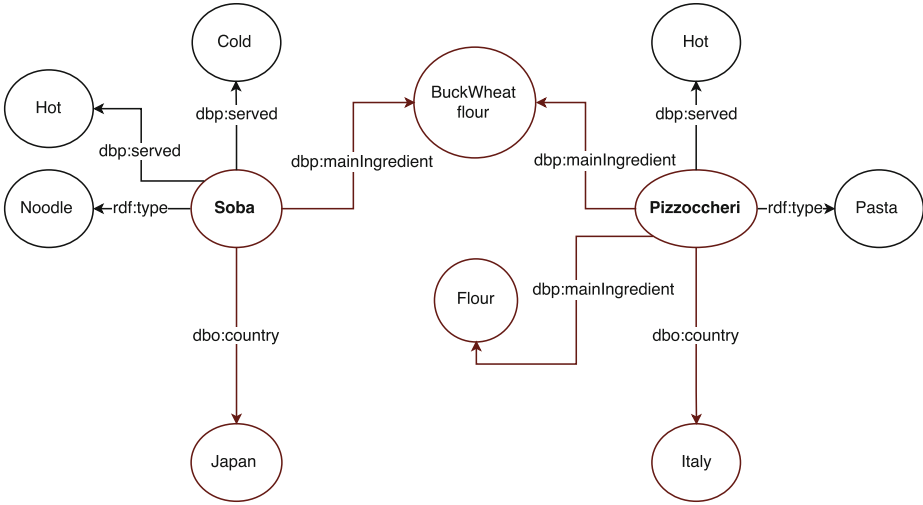 Cold
Hot
BuckWheat
flour
Hot
dbp:served
dbp:served
dbp:served
dbp:mainIngredient
dbp:mainIngredient
Noodle
rdf:type
Soba
Pizzoccheri
rdf:type
Pasta
Flour
dbp:mainIngredient
dbo:country
dbo:country
Japan
Italy